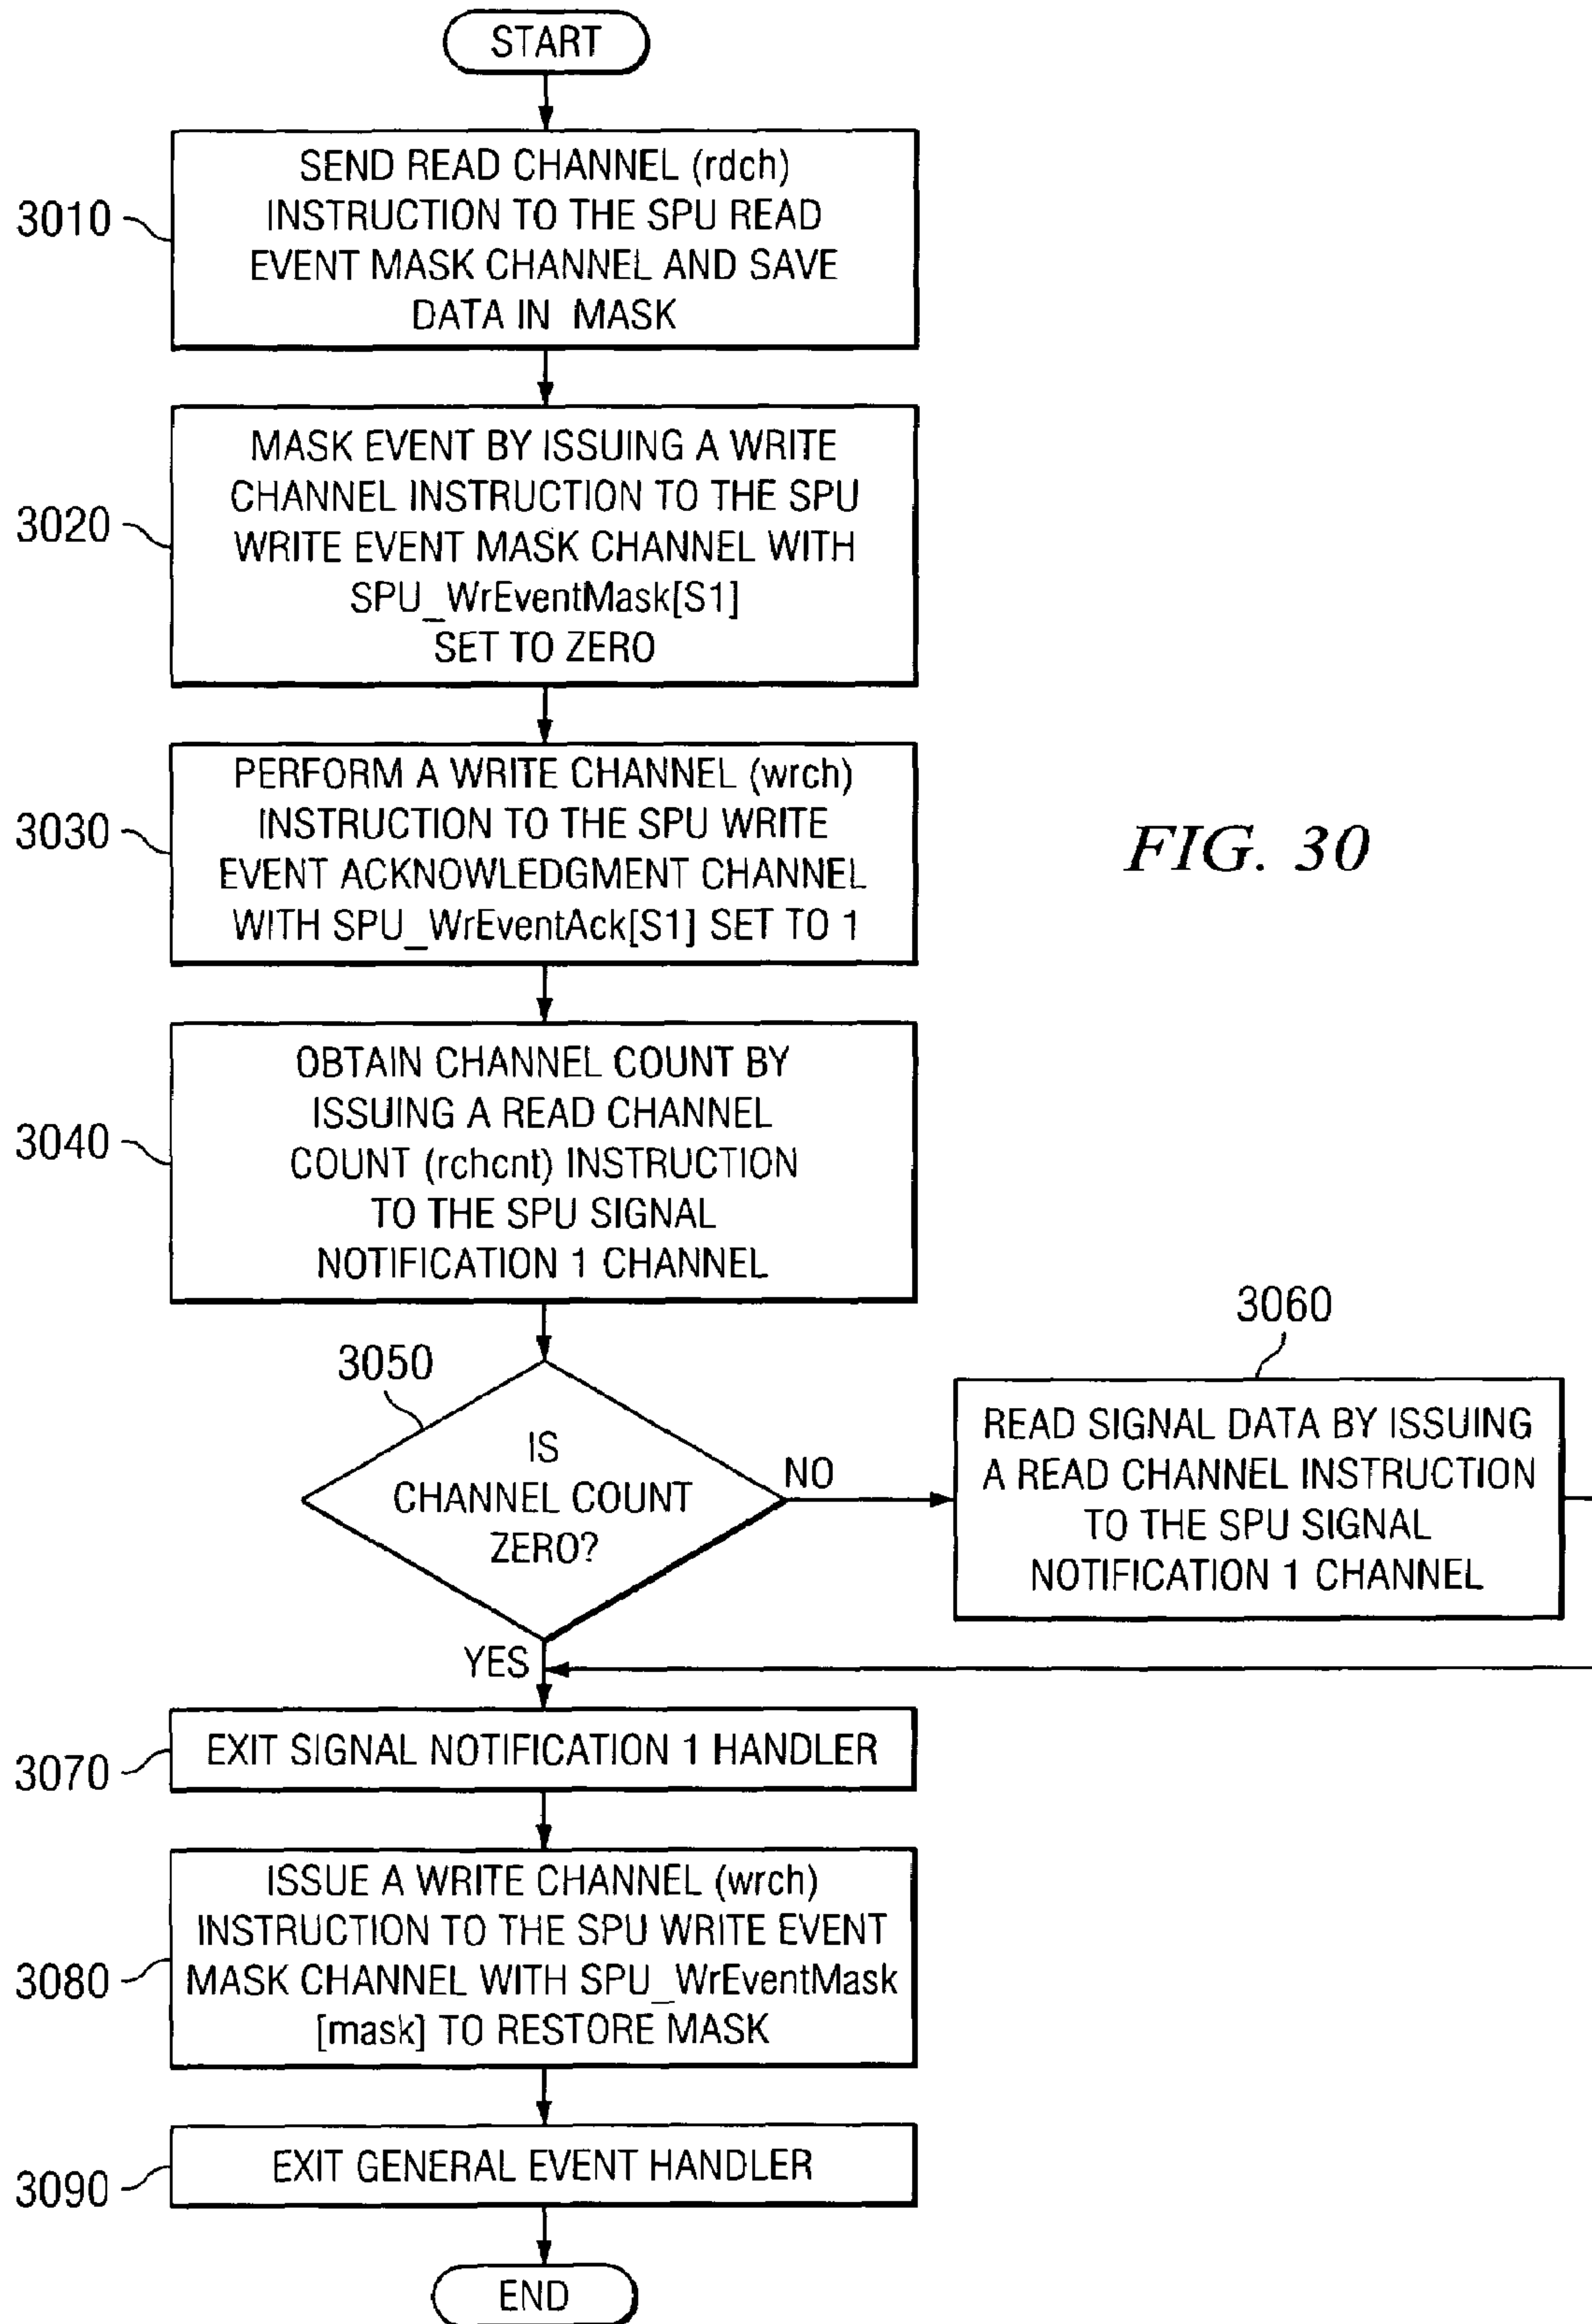 START
3010
SEND READ CHANNEL (rdch)
INSTRUCTION TO THE SPU READ
EVENT MASK CHANNEL AND SAVE
DATA IN MASK
3020
MASK EVENT BY ISSUING A WRITE
CHANNEL INSTRUCTION TO THE SPU
WRITE EVENT MASK CHANNEL WITH
SPU_WrEventMask[S1]
SET TO ZERO
3030
PERFORM A WRITE CHANNEL (wrch)
INSTRUCTION TO THE SPU WRITE
EVENT ACKNOWLEDGMENT CHANNEL
WITH SPU_WrEventAck[S1] SET TO 1
FIG. 30
3040
OBTAIN CHANNEL COUNT BY
ISSUING A READ CHANNEL
COUNT (rchcnt) INSTRUCTION
TO THE SPU SIGNAL
NOTIFICATION 1 CHANNEL
3050
IS
CHANNEL COUNT
ZERO?
NO
3060
READ SIGNAL DATA BY ISSUING
A READ CHANNEL INSTRUCTION
TO THE SPU SIGNAL
NOTIFICATION 1 CHANNEL
YES
3070
EXIT SIGNAL NOTIFICATION 1 HANDLER
3080
ISSUE A WRITE CHANNEL (wrch)
INSTRUCTION TO THE SPU WRITE EVENT
MASK CHANNEL WITH SPU_WrEventMask
[mask] TO RESTORE MASK
3090
EXIT GENERAL EVENT HANDLER
END